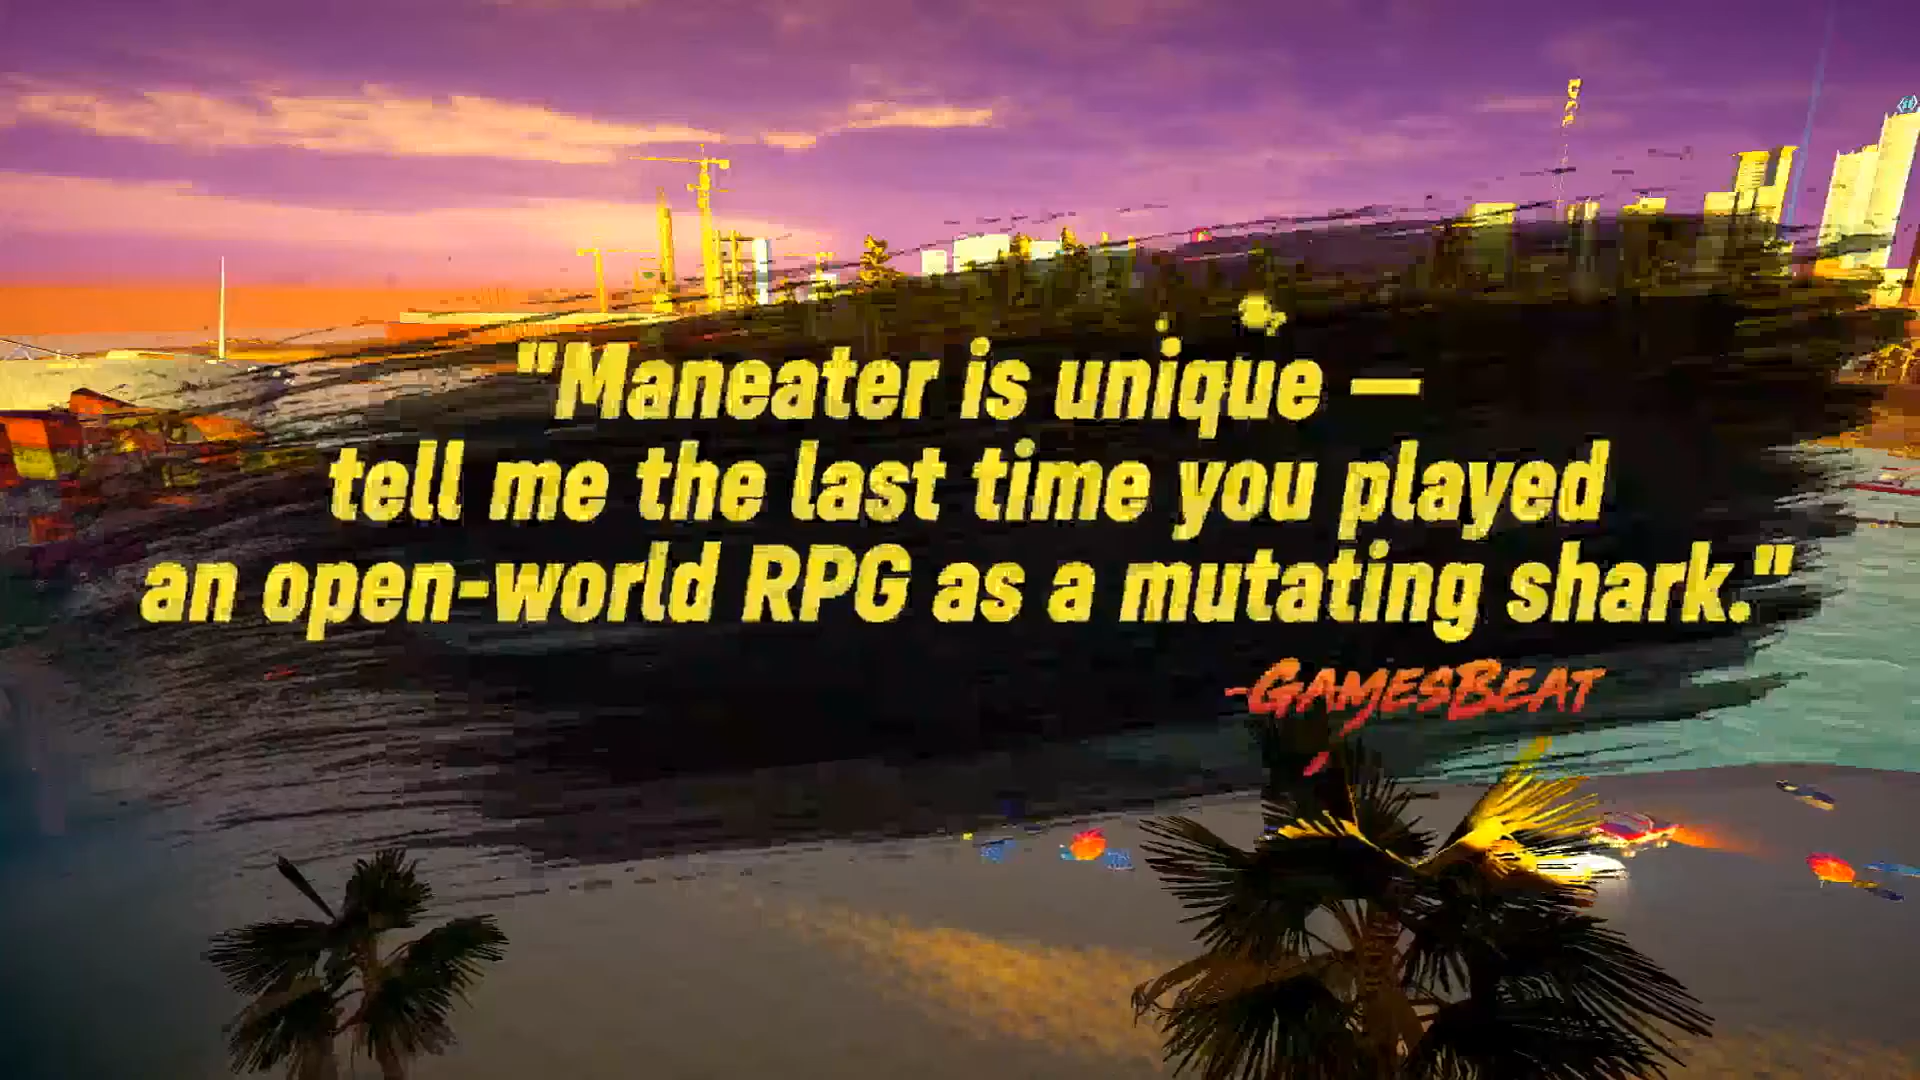 "Maneater is unique —
tell me the last time you played
an open-world RPG as a mutating shark."
-GAMESBEAT